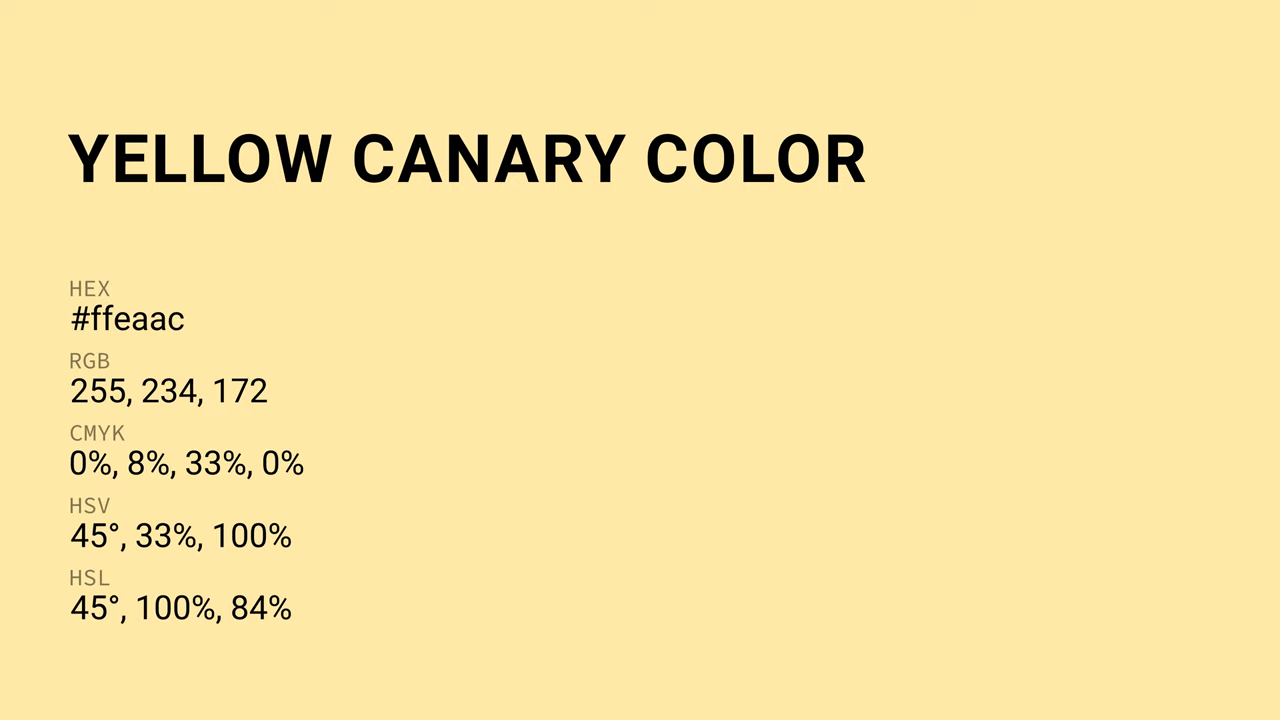 YELLOW CANARY COLOR
HEX
#ffeaac
RGB
255, 234, 172
CMYK
0%, 8%, 33%, 0%
HSV
45°, 33%, 100%
HSL
45°, 100%, 84%